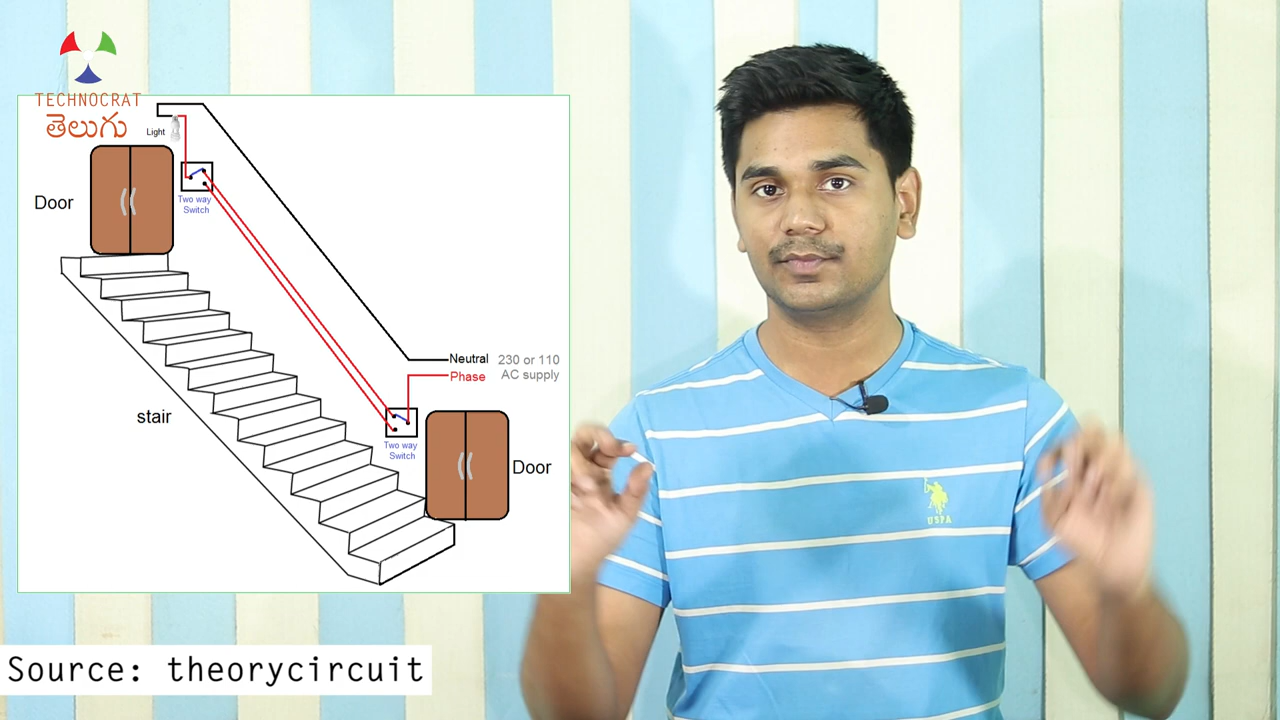 TECHNOCRAT
తెలుగు
Light
Door
Two way
Switch
Neutral
230 or 110
Phase
AC supply
stair
Two way
Switch
Door
USPA
Source: theorycircuit